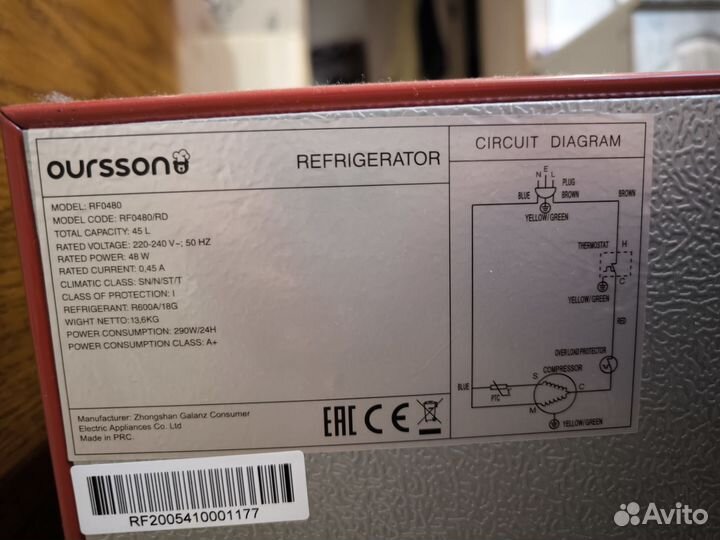 oursson
REFRIGERATOR
MODEL: RF0480
MODEL CODE: RF0480/RD
TOTAL CAPACITY: 45 L
RATED VOLTAGE: 220-240 V~; 50 HZ
RATED POWER: 48 W
RATED CURRENT: 0,45 A
CLIMATIC CLASS: SN/N/ST/T
CLASS OF PROTECTION: I
REFRIGERANT: R600A/18G
WIGHT NETTO: 13,6KG
POWER CONSUMPTION: 290W/24H
POWER CONSUMPTION CLASS: A+
Manufacturer: Zhongshan Galanz Consumer
Electric Appliances Co. Ltd
Made in PRC.
EAC CE
CIRCUIT DIAGRAM
E
N L
PLUG
BLUE BROWN BROWN
YELLOW/GREEN
THERMOSTAT H
C
YELLOW/GREEN
RED
OVER LOAD PROTECTOR
COMPRESSOR
S
BLUE C
PTC
M
YELLOW/GREEN
RF2005410001177
Avito